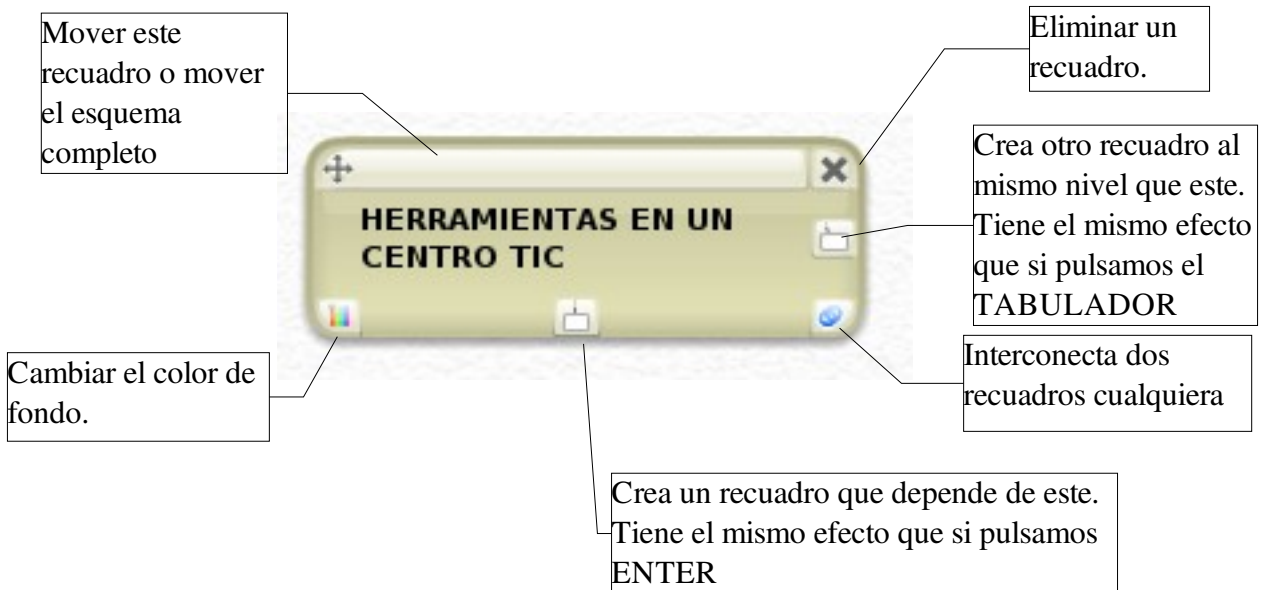 Mover este
recuadro o mover
el esquema
completo
Eliminar un
recuadro.
Crea otro recuadro al
mismo nivel que este.
Tiene el mismo efecto
que si pulsamos el
TABULADOR
HERRAMIENTAS EN UN
CENTRO TIC
Interconecta dos
recuadros cualquiera
Cambiar el color de
fondo.
Crea un recuadro que depende de este.
Tiene el mismo efecto que si pulsamos
ENTER